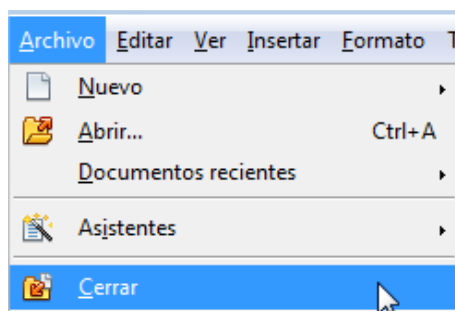 Archivo Editar Ver Insertar Formato
Nuevo
Abrir... Ctrl+A
Documentos recientes
Asistentes
Cerrar